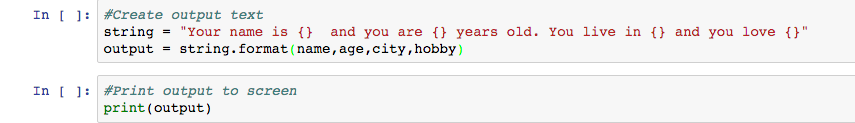 In [ ]: #Create output text
string = "Your name is {}  and you are {} years old. You live in {} and you love {}"
output = string.format(name,age,city,hobby)
In [ ]: #Print output to screen
print(output)